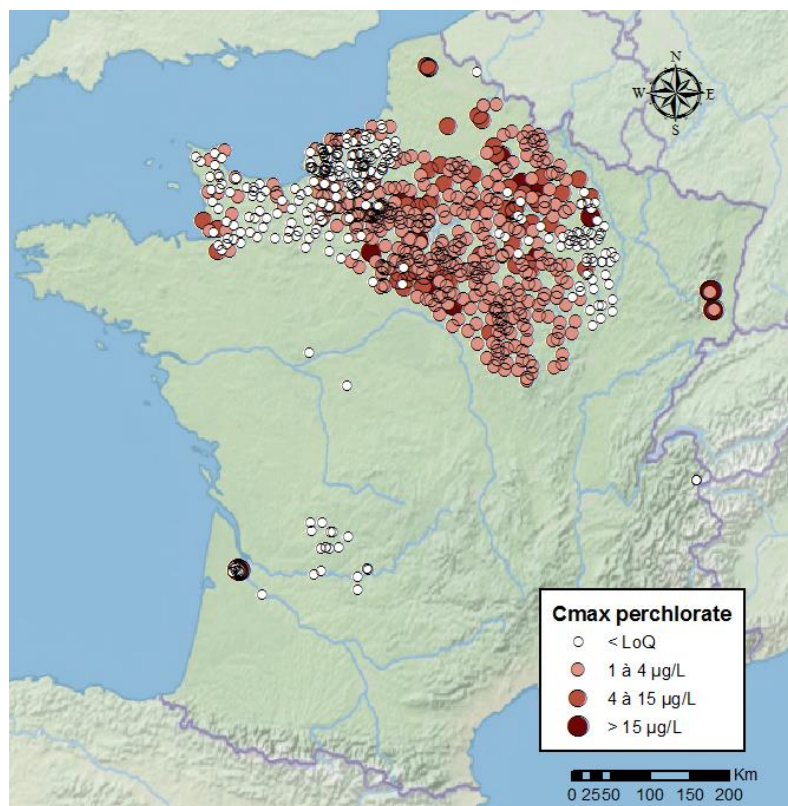 N
W E
S
Cmax perchlorate
< LoQ
1 à 4 µg/L
4 à 15 µg/L
> 15 µg/L
Km
0 25 50 100 150 200